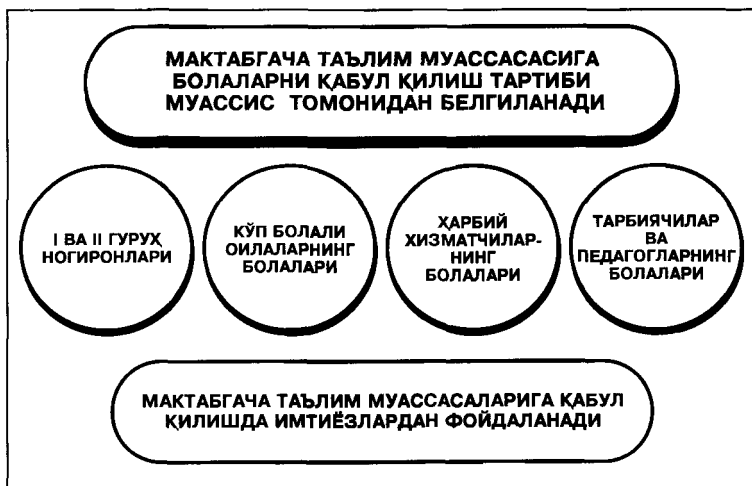 МАКТАБГАЧА ТАЪЛИМ МУАССАСАСИГА
БОЛАЛАРНИ ҚАБУЛ ҚИЛИШ ТАРТИБИ
МУАССИС ТОМОНИДАН БЕЛГИЛАНАДИ
I ВА II ГУРУҲ
НОГИРОНЛАРИ
КЎП БОЛАЛИ
ОИЛАЛАРНИНГ
БОЛАЛАРИ
ҲАРБИЙ
ХИЗМАТЧИЛАР-
НИНГ
БОЛАЛАРИ
ТАРБИЯЧИЛАР
ВА
ПЕДАГОГЛАРНИНГ
БОЛАЛАРИ
МАКТАБГАЧА ТАЪЛИМ МУАССАСАЛАРИГА ҚАБУЛ
ҚИЛИШДА ИМТИЁЗЛАРДАН ФОЙДАЛАНАДИ